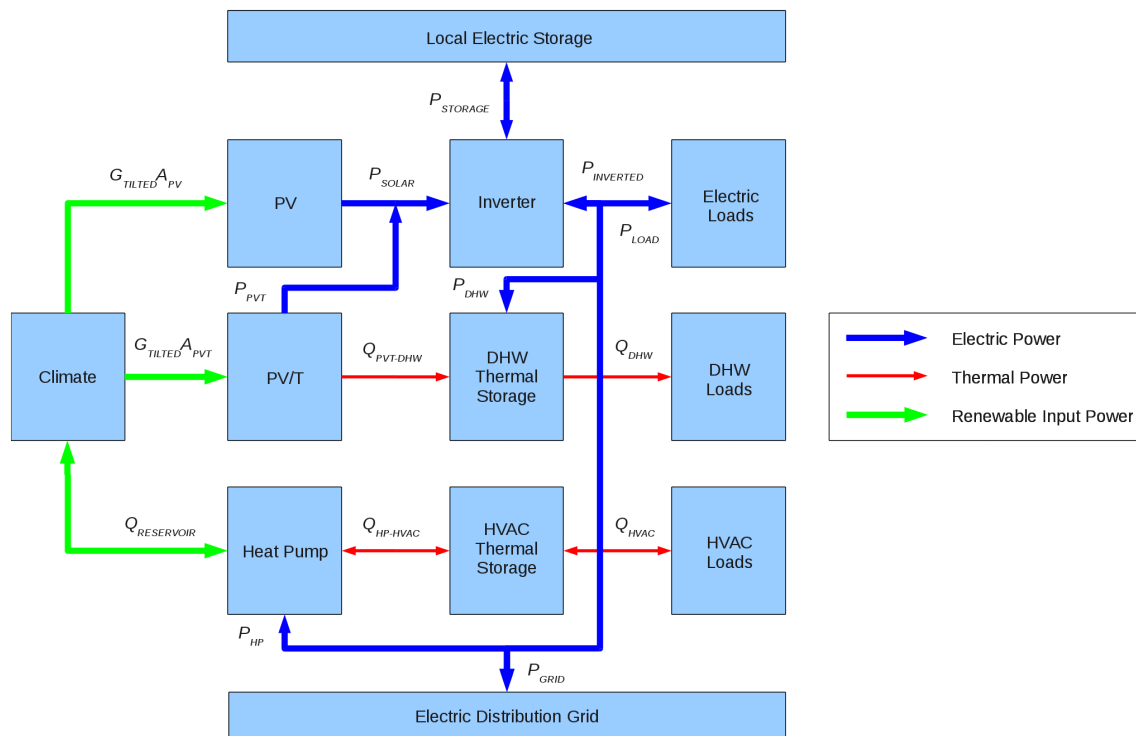 Local Electric Storage
P_STORAGE
G_TILTED A_PV
P_SOLAR
P_INVERTED
PV
Inverter
Electric
Loads
P_LOAD
P_PVT
P_DHW
G_TILTED A_PVT
Q_PVT-DHW
Q_DHW
Climate
PV/T
DHW
Thermal
Storage
DHW
Loads
Electric Power
Thermal Power
Renewable Input Power
Q_RESERVOIR
Q_HP-HVAC
Q_HVAC
Heat Pump
HVAC
Thermal
Storage
HVAC
Loads
P_HP
P_GRID
Electric Distribution Grid